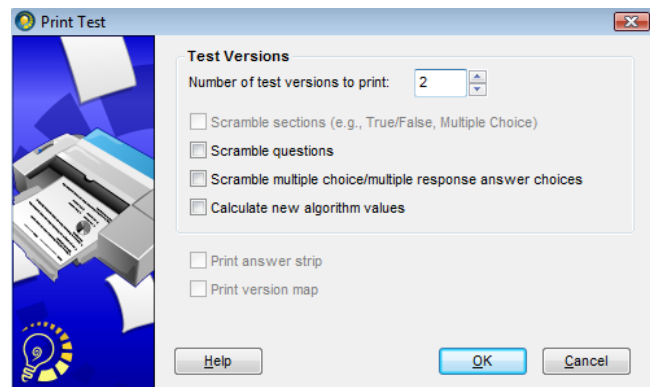 Print Test
Test Versions
Number of test versions to print: 2
Scramble sections (e.g., True/False, Multiple Choice)
Scramble questions
Scramble multiple choice/multiple response answer choices
Calculate new algorithm values
Print answer strip
Print version map
Help OK Cancel